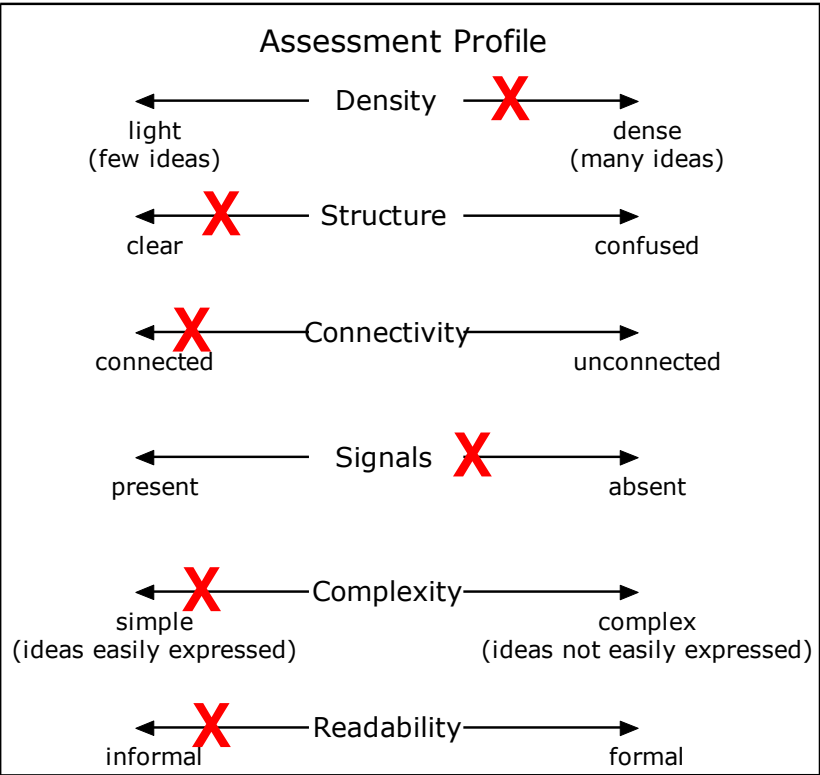 Assessment Profile
Density
light dense
(few ideas) (many ideas)
Structure
clear confused
Connectivity
connected unconnected
Signals
present absent
Complexity
simple complex
(ideas easily expressed) (ideas not easily expressed)
Readability
informal formal